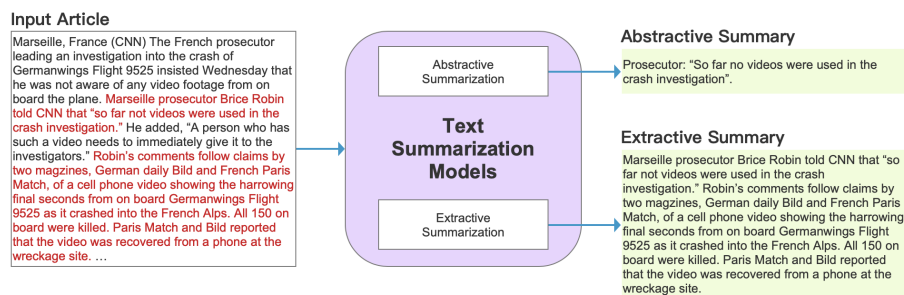 Input Article
Marseille, France (CNN) The French prosecutor
leading an investigation into the crash of
Germanwings Flight 9525 insisted Wednesday that
he was not aware of any video footage from on
board the plane. Marseille prosecutor Brice Robin
told CNN that “so far not videos were used in the
crash investigation.” He added, “A person who has
such a video needs to immediately give it to the
investigators.” Robin’s comments follow claims by
two magzines, German daily Bild and French Paris
Match, of a cell phone video showing the harrowing
final seconds from on board Germanwings Flight
9525 as it crashed into the French Alps. All 150 on
board were killed. Paris Match and Bild reported
that the video was recovered from a phone at the
wreckage site. …
Abstractive
Summarization
Text
Summarization
Models
Extractive
Summarization
Abstractive Summary
Prosecutor: “So far no videos were used in the
crash investigation”.
Extractive Summary
Marseille prosecutor Brice Robin told CNN that “so
far not videos were used in the crash
investigation.” Robin’s comments follow claims by
two magzines, German daily Bild and French Paris
Match, of a cell phone video showing the harrowing
final seconds from on board Germanwings Flight
9525 as it crashed into the French Alps. All 150 on
board were killed. Paris Match and Bild reported
that the video was recovered from a phone at the
wreckage site.